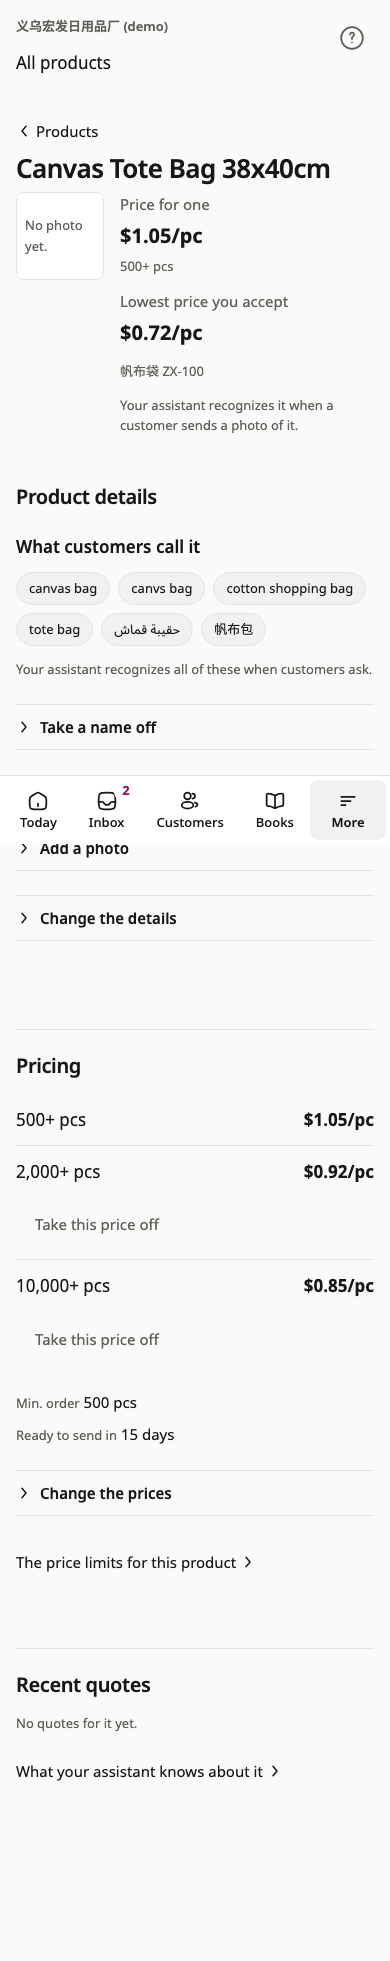 义乌宏发日用品厂 (demo)
All products
Products
Canvas Tote Bag 38x40cm
No photo
yet.
Price for one
$1.05/pc
500+ pcs
Lowest price you accept
$0.72/pc
帆布袋 ZX-100
Your assistant recognizes it when a
customer sends a photo of it.
Product details
What customers call it
canvas bag
canvs bag
cotton shopping bag
tote bag
حقيبة قماش
帆布包
Your assistant recognizes all of these when customers ask.
Take a name off
Today
Inbox
2
Customers
Books
More
Add a photo
Change the details
Pricing
500+ pcs $1.05/pc
2,000+ pcs $0.92/pc
Take this price off
10,000+ pcs $0.85/pc
Take this price off
Min. order 500 pcs
Ready to send in 15 days
Change the prices
The price limits for this product
Recent quotes
No quotes for it yet.
What your assistant knows about it